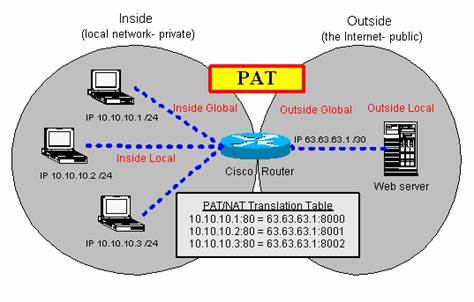 Inside
(local network- private)
Outside
(the Internet- public)
PAT
IP 10.10.10.1 /24
Inside Global
Outside Global
Outside Local
IP 63.63.63.1 /30
Inside Local
IP 10.10.10.2 /24
Cisco Router
Web server
IP 10.10.10.3 /24
PAT/NAT Translation Table
10.10.10.1:80 = 63.63.63.1:8000
10.10.10.2:80 = 63.63.63.1:8001
10.10.10.3:80 = 63.63.63.1:8002